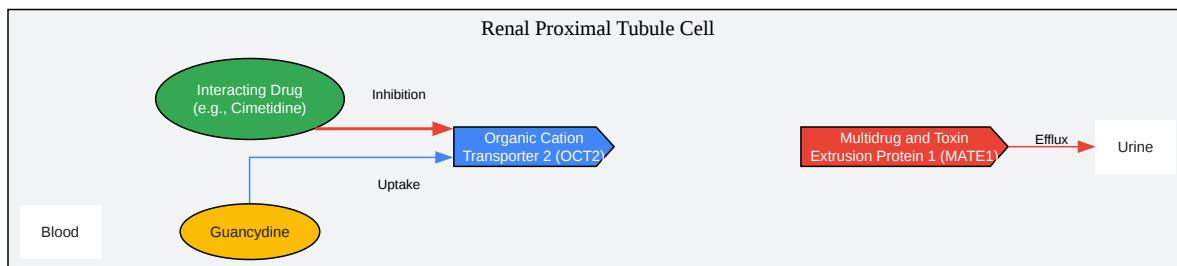 Renal Proximal Tubule Cell
Interacting Drug
(e.g., Cimetidine)
Inhibition
Organic Cation
Transporter 2 (OCT2)
Multidrug and Toxin
Extrusion Protein 1 (MATE1)
Efflux
Urine
Uptake
Blood
Guancydine